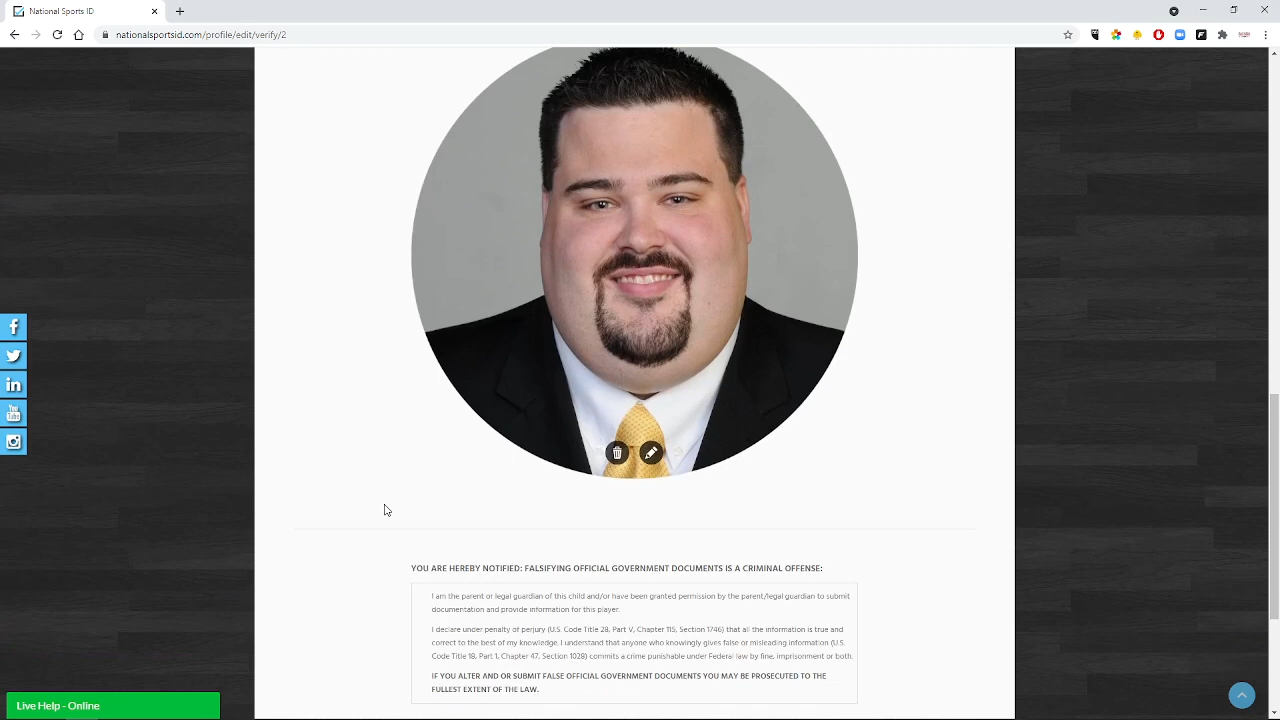 National Sports ID
nationalsportsid.com/profile/edit/verify/2
YOU ARE HEREBY NOTIFIED: FALSIFYING OFFICIAL GOVERNMENT DOCUMENTS IS A CRIMINAL OFFENSE:
I am the parent or legal guardian of this child and/or have been granted permission by the parent/legal guardian to submit
documentation and provide information for this player.
I declare under penalty of perjury (U.S. Code Title 28, Part V, Chapter 115, Section 1746) that all the information is true and
correct to the best of my knowledge. I understand that anyone who knowingly gives false or misleading information (U.S.
Code Title 18, Part 1, Chapter 47, Section 1028) commits a crime punishable under Federal law by fine, imprisonment or both.
IF YOU ALTER AND OR SUBMIT FALSE OFFICIAL GOVERNMENT DOCUMENTS YOU MAY BE PROSECUTED TO THE
FULLEST EXTENT OF THE LAW.
Live Help - Online